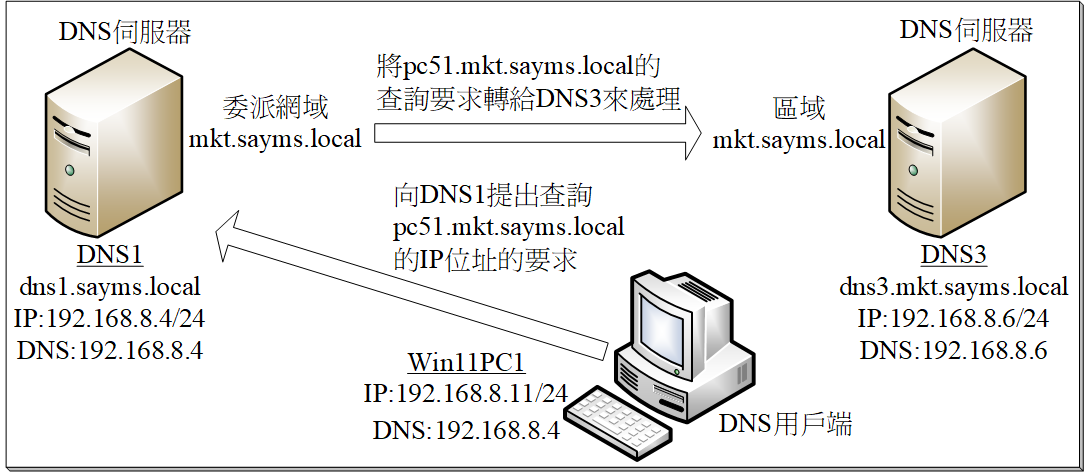 DNS伺服器
委派網域
mkt.sayms.local
DNS1
dns1.sayms.local
IP:192.168.8.4/24
DNS:192.168.8.4
將pc51.mkt.sayms.local的
查詢要求轉給DNS3來處理
向DNS1提出查詢
pc51.mkt.sayms.local
的IP位址的要求
Win11PC1
IP:192.168.8.11/24
DNS:192.168.8.4
DNS用戶端
DNS伺服器
區域
mkt.sayms.local
DNS3
dns3.mkt.sayms.local
IP:192.168.8.6/24
DNS:192.168.8.6